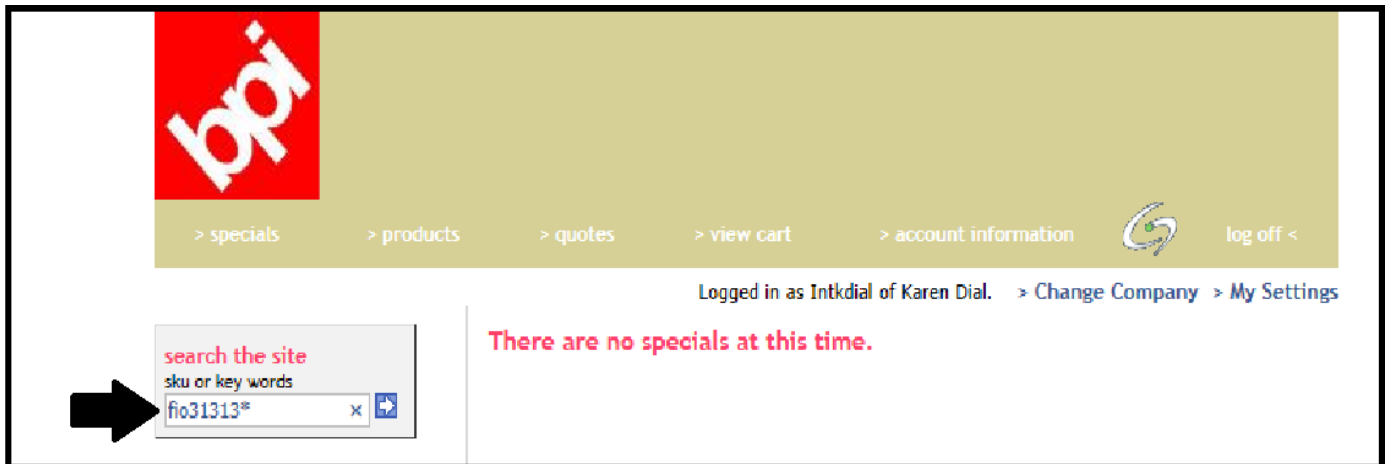 bpi
> specials > products > quotes > view cart > account information log off <
Logged in as Intkdial of Karen Dial. > Change Company > My Settings
search the site
sku or key words
fio31313*
There are no specials at this time.